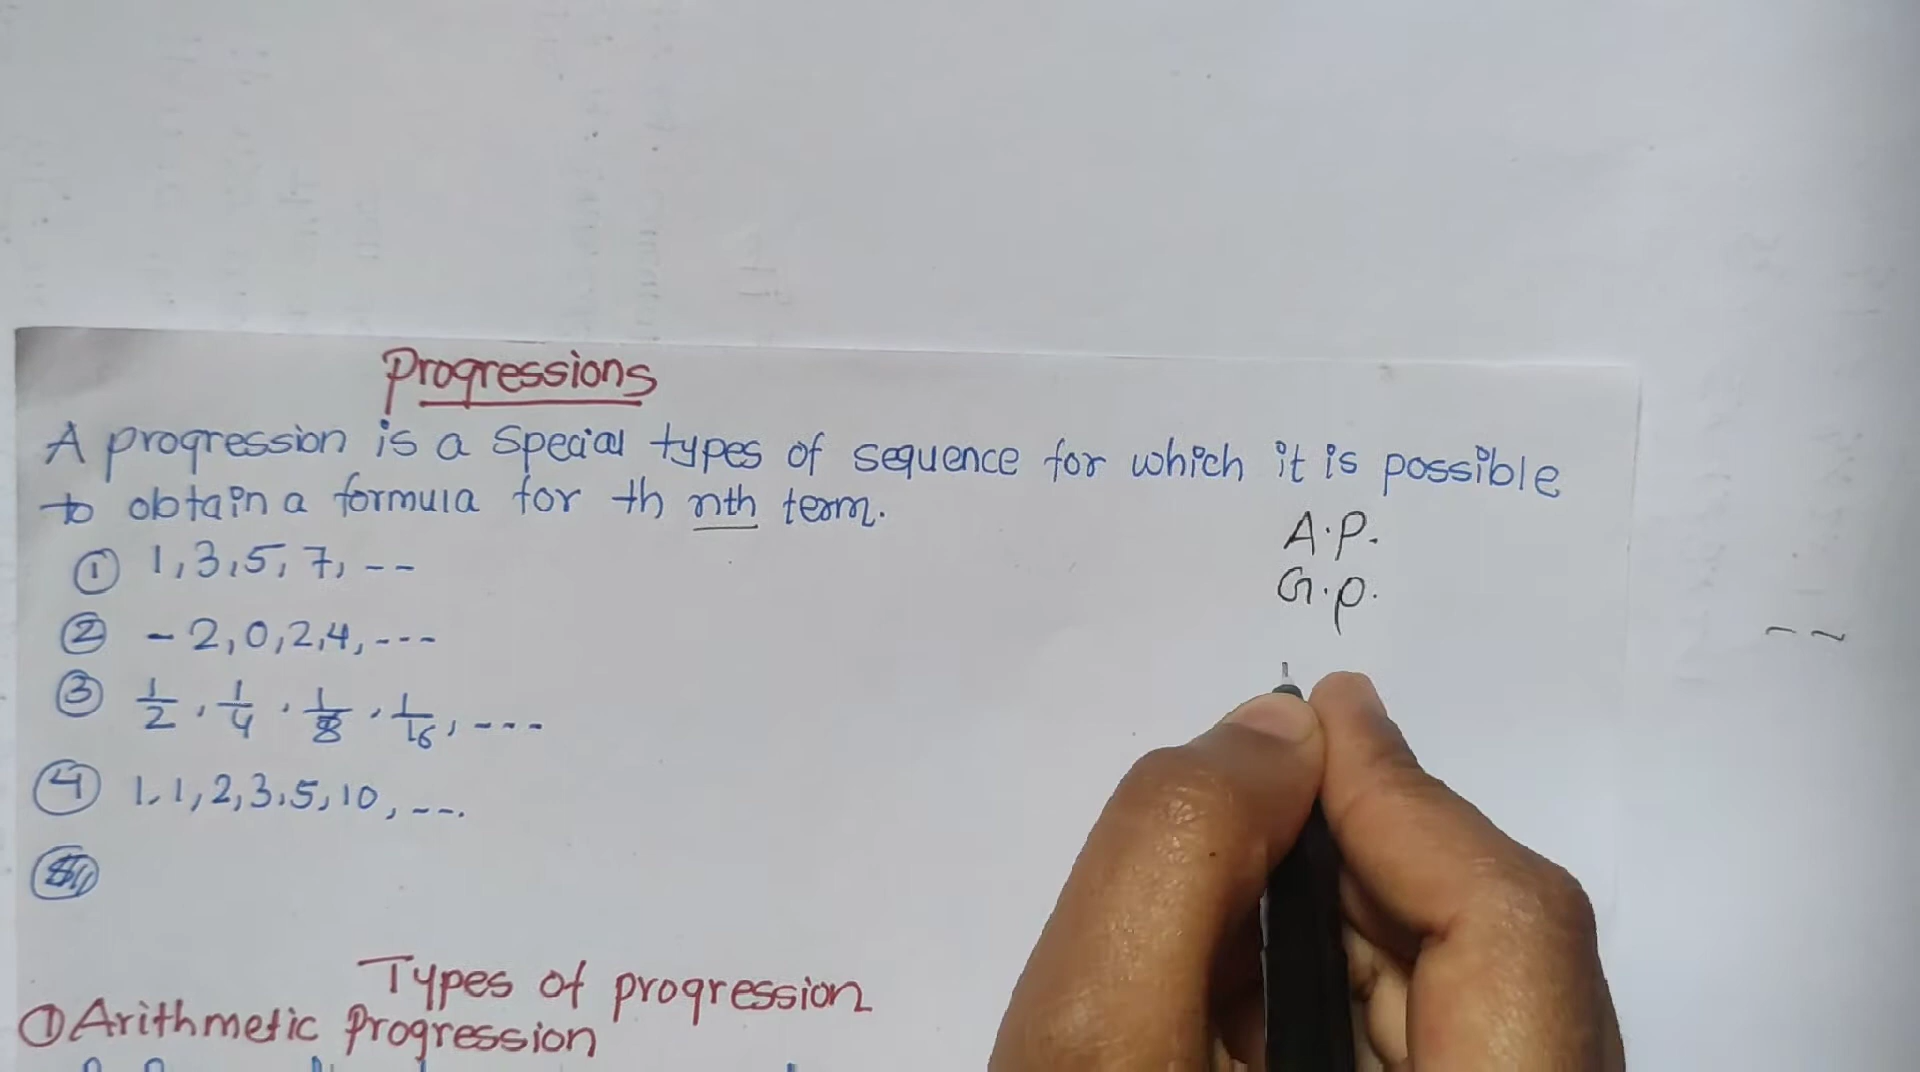 Progressions
A progression is a special types of sequence for which it is possible
to obtain a formula for th nth term.
A.P.
G.P.
① 1, 3, 5, 7, --
② -2, 0, 2, 4, ---
③ 1/2, 1/4, 1/8, 1/16, ---
④ 1, 1, 2, 3, 5, 10, ---
Types of progression
① Arithmetic Progression